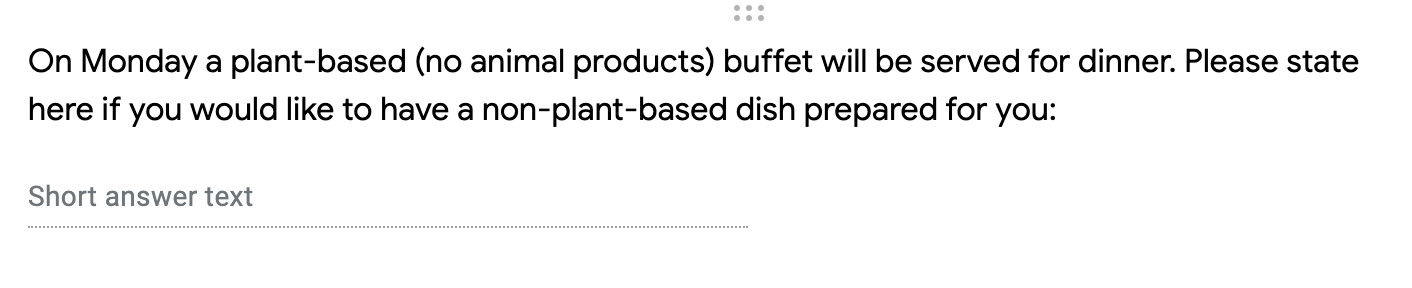 On Monday a plant-based (no animal products) buffet will be served for dinner. Please state
here if you would like to have a non-plant-based dish prepared for you:
Short answer text